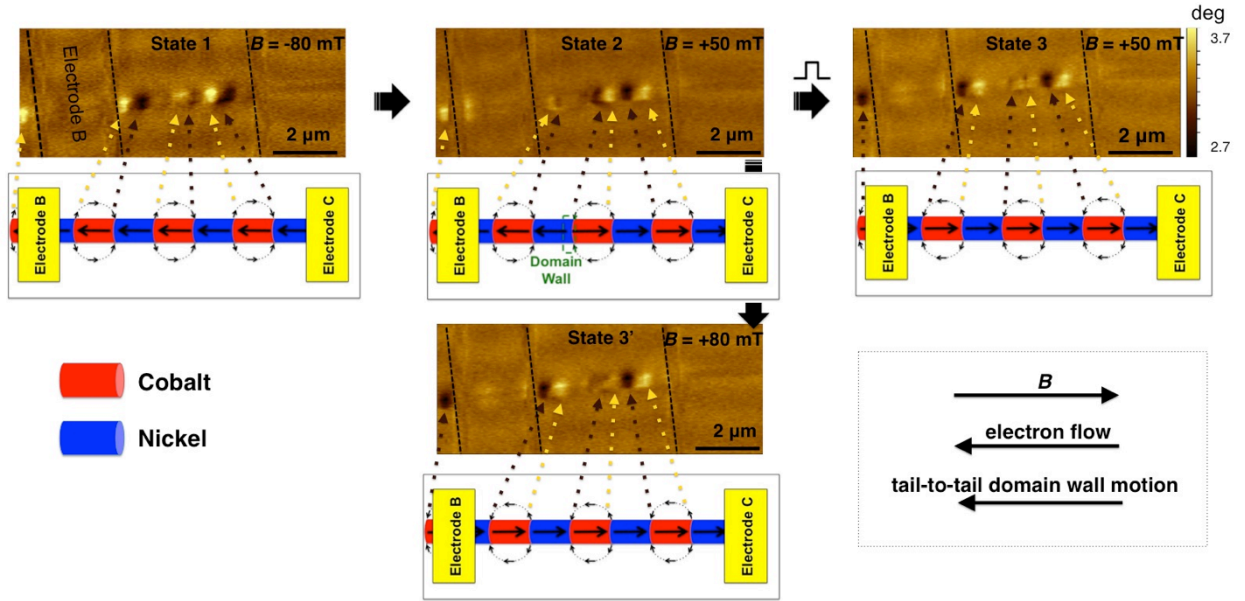 deg
State 1 B = -80 mT
Electrode B
2 µm
State 2 B = +50 mT
2 µm
State 3 B = +50 mT
2 µm
3.7
2.7
Electrode B
Electrode C
Electrode B
Domain
Wall
Electrode C
Electrode B
Electrode C
State 3’ B = +80 mT
2 µm
Electrode B
Electrode C
Cobalt
Nickel
B
electron flow
tail-to-tail domain wall motion